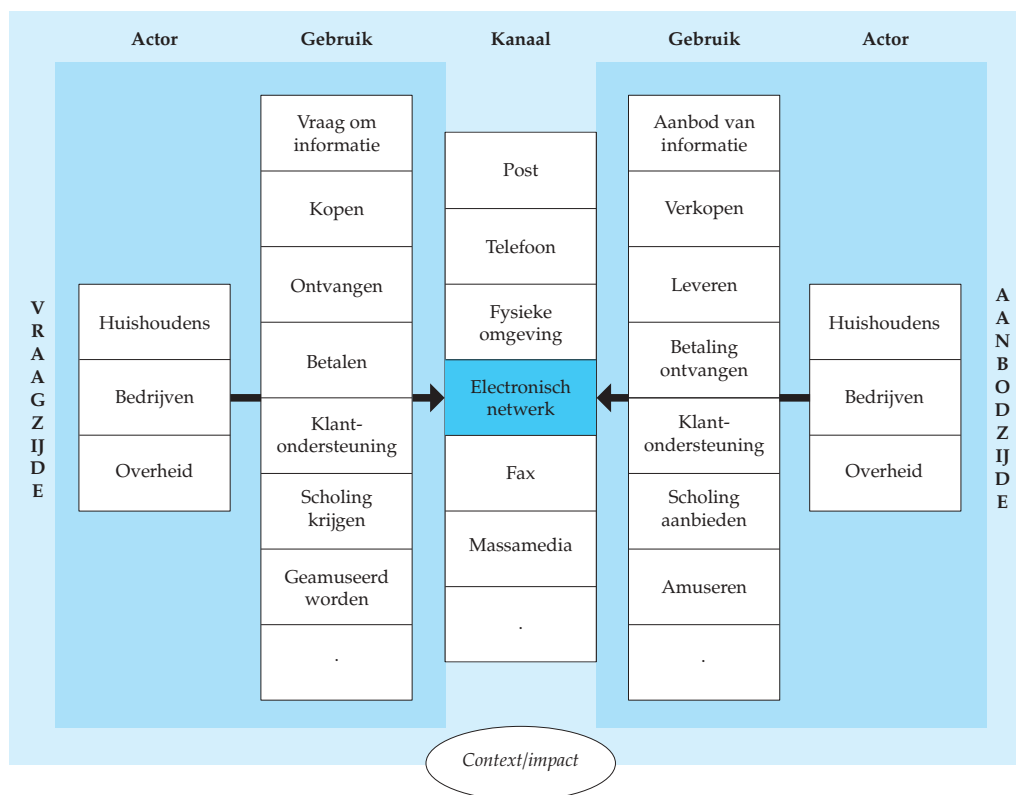 Actor
Gebruik
Kanaal
Gebruik
Actor
VRAAGZIJDE
Huishoudens
Bedrijven
Overheid
Vraag om
informatie
Kopen
Ontvangen
Betalen
Klant-
ondersteuning
Scholing
krijgen
Geamuseerd
worden
.
Post
Telefoon
Fysieke
omgeving
Electronisch
netwerk
Fax
Massamedia
.
Aanbod van
informatie
Verkopen
Leveren
Betaling
ontvangen
Klant-
ondersteuning
Scholing
aanbieden
Amuseren
.
Huishoudens
Bedrijven
Overheid
AANBODZIJDE
Context/impact